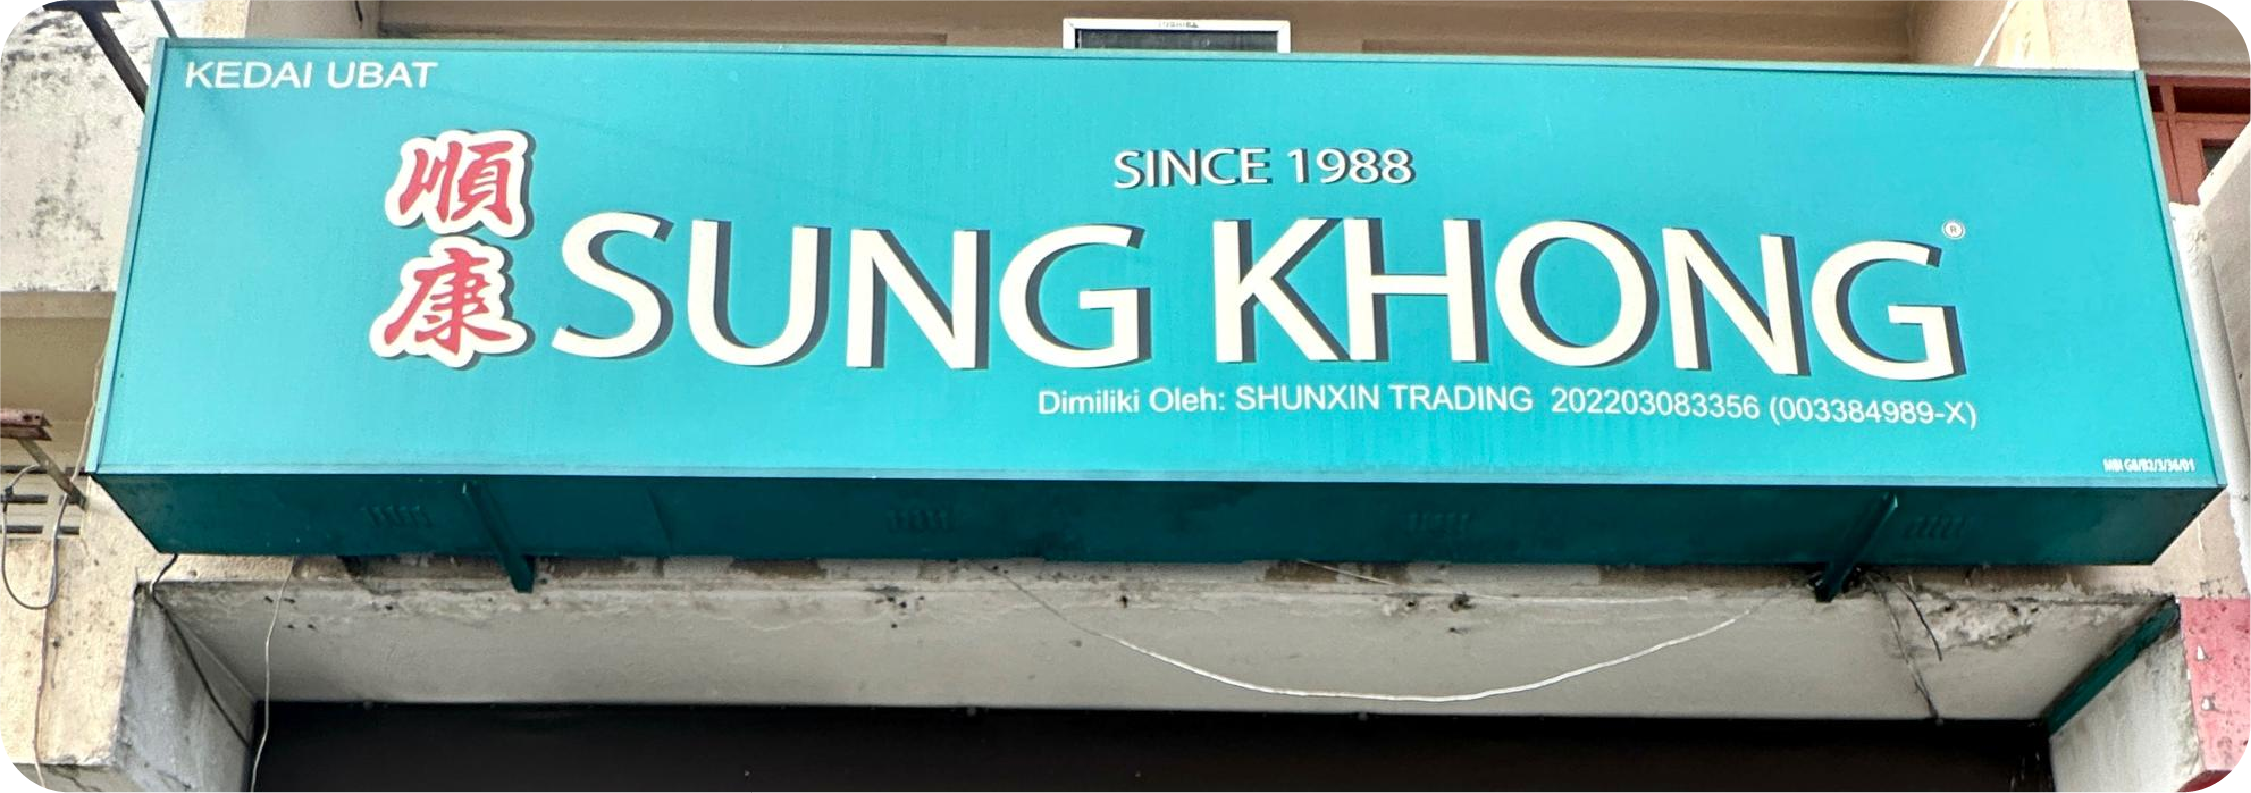 KEDAI UBAT
順康
SINCE 1988
SUNG KHONG®
Dimiliki Oleh: SHUNXIN TRADING 202203083356 (003384989-X)